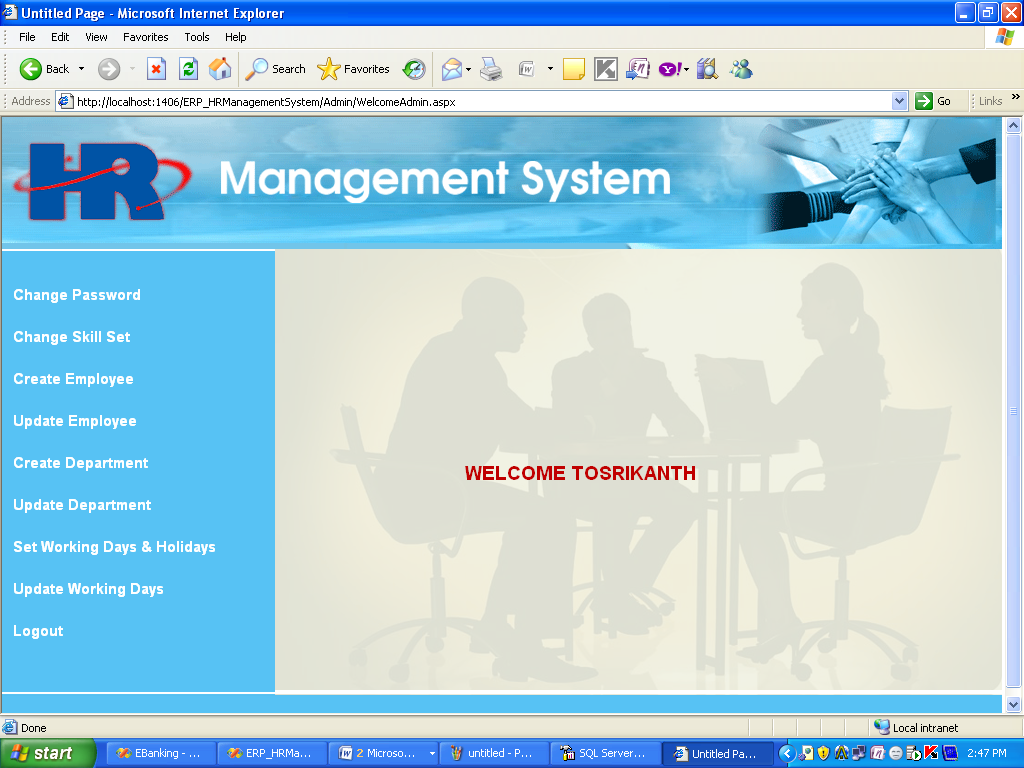 Untitled Page - Microsoft Internet Explorer
File Edit View Favorites Tools Help
Back Search Favorites
Address http://localhost:1406/ERP_HRManagementSystem/Admin/WelcomeAdmin.aspx Go Links »
HR Management System
Change Password
Change Skill Set
Create Employee
Update Employee
Create Department
WELCOME TOSRIKANTH
Update Department
Set Working Days & Holidays
Update Working Days
Logout
Done Local intranet
start EBanking - ... ERP_HRMa... 2 Microso... untitled - P... SQL Server... Untitled Pa... 2:47 PM